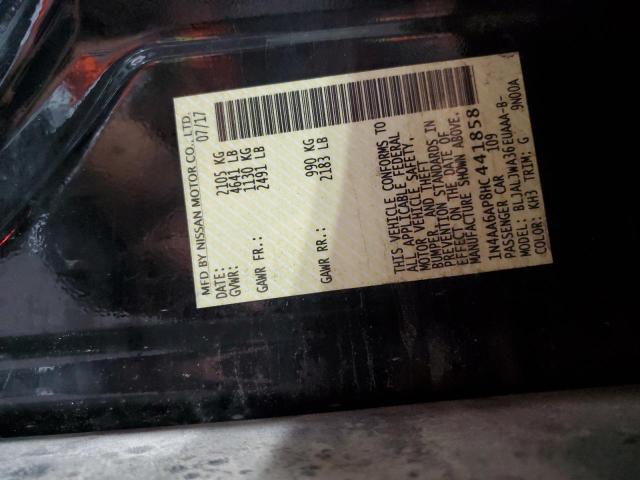 MFD BY NISSAN MOTOR CO., LTD.
DATE: 07/17
GVWR: 2105 KG
4641 LB
GAWR FR.: 1130 KG
2491 LB
GAWR RR.: 990 KG
2183 LB
THIS VEHICLE CONFORMS TO
ALL APPLICABLE FEDERAL
MOTOR VEHICLE SAFETY,
BUMPER, AND THEFT
PREVENTION STANDARDS IN
EFFECT ON THE DATE OF
MANUFACTURE SHOWN ABOVE.
1N4AA6AP8HC441858
PASSENGER CAR 109
MODEL: BLJALJWA36EUAAA-B-
9N00A
COLOR: KH3 TRIM: G